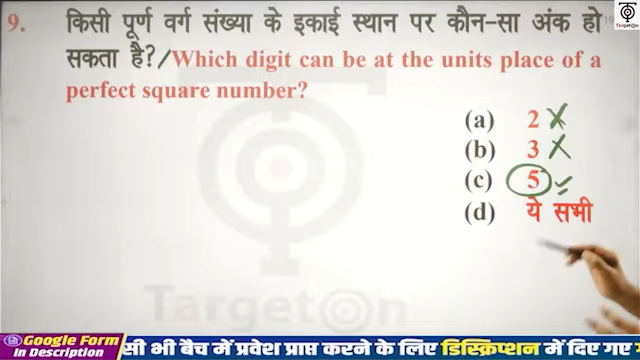 9. किसी पूर्ण वर्ग संख्या के इकाई स्थान पर कौन-सा अंक हो
सकता है?/Which digit can be at the units place of a
perfect square number?
(a) 2
(b) 3
(c) 5
(d) ये सभी
Target
Target n
Google Form
In Description
सी भी बैच में प्रवेश प्राप्त करने के लिए डिस्क्रिप्शन में दिए गए